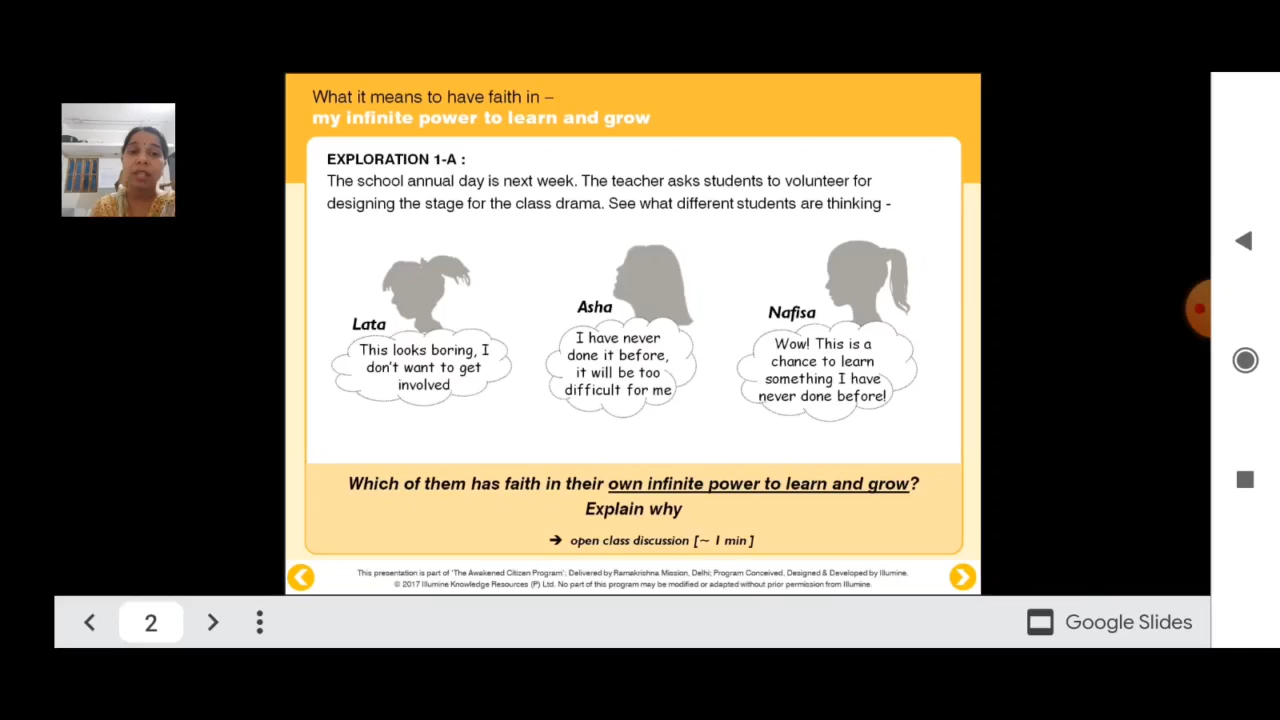 What it means to have faith in –
my infinite power to learn and grow
EXPLORATION 1-A :
The school annual day is next week. The teacher asks students to volunteer for
designing the stage for the class drama. See what different students are thinking -
Lata
This looks boring, I
don't want to get
involved
Asha
I have never
done it before,
it will be too
difficult for me
Nafisa
Wow! This is a
chance to learn
something I have
never done before!
Which of them has faith in their own infinite power to learn and grow?
Explain why
➔ open class discussion [~ 1 min]
This presentation is part of 'The Awakened Citizen Program'; Delivered by Ramakrishna Mission, Delhi; Program Conceived, Designed & Developed by Illumine.
© 2017 Illumine Knowledge Resources (P) Ltd. No part of this program may be modified or adapted without prior permission from Illumine.
2
Google Slides